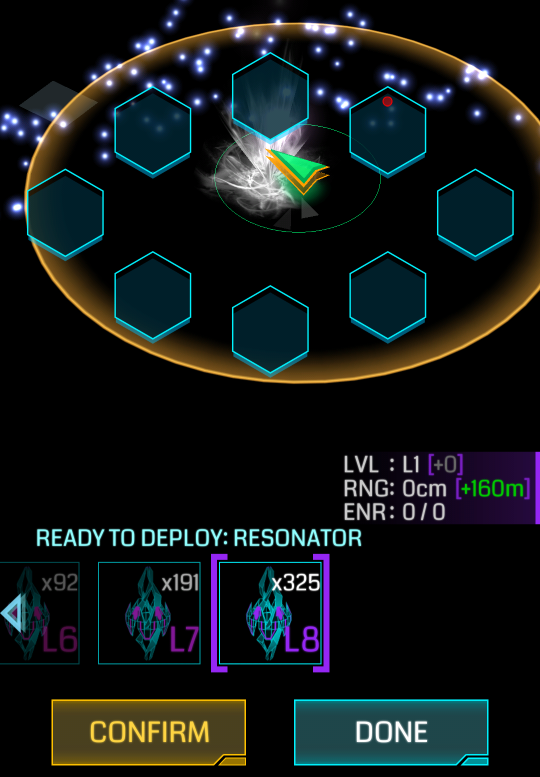 LVL : L1 [+0]
RNG: 0cm [+160m]
ENR: 0 / 0
READY TO DEPLOY: RESONATOR
x92 x191 x325
L6 L7 L8
CONFIRM DONE